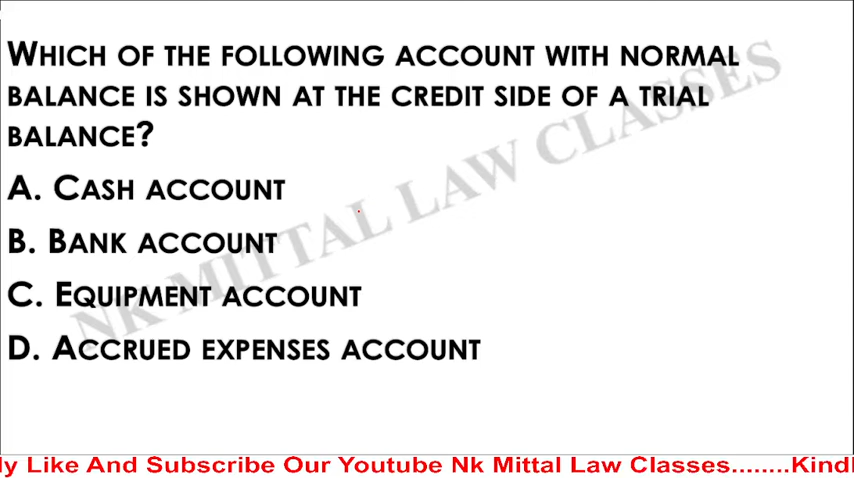 WHICH OF THE FOLLOWING ACCOUNT WITH NORMAL
BALANCE IS SHOWN AT THE CREDIT SIDE OF A TRIAL
BALANCE?
A. CASH ACCOUNT
B. BANK ACCOUNT
C. EQUIPMENT ACCOUNT
D. ACCRUED EXPENSES ACCOUNT
NK MITTAL LAW CLASSES
ly Like And Subscribe Our Youtube Nk Mittal Law Classes........Kindl